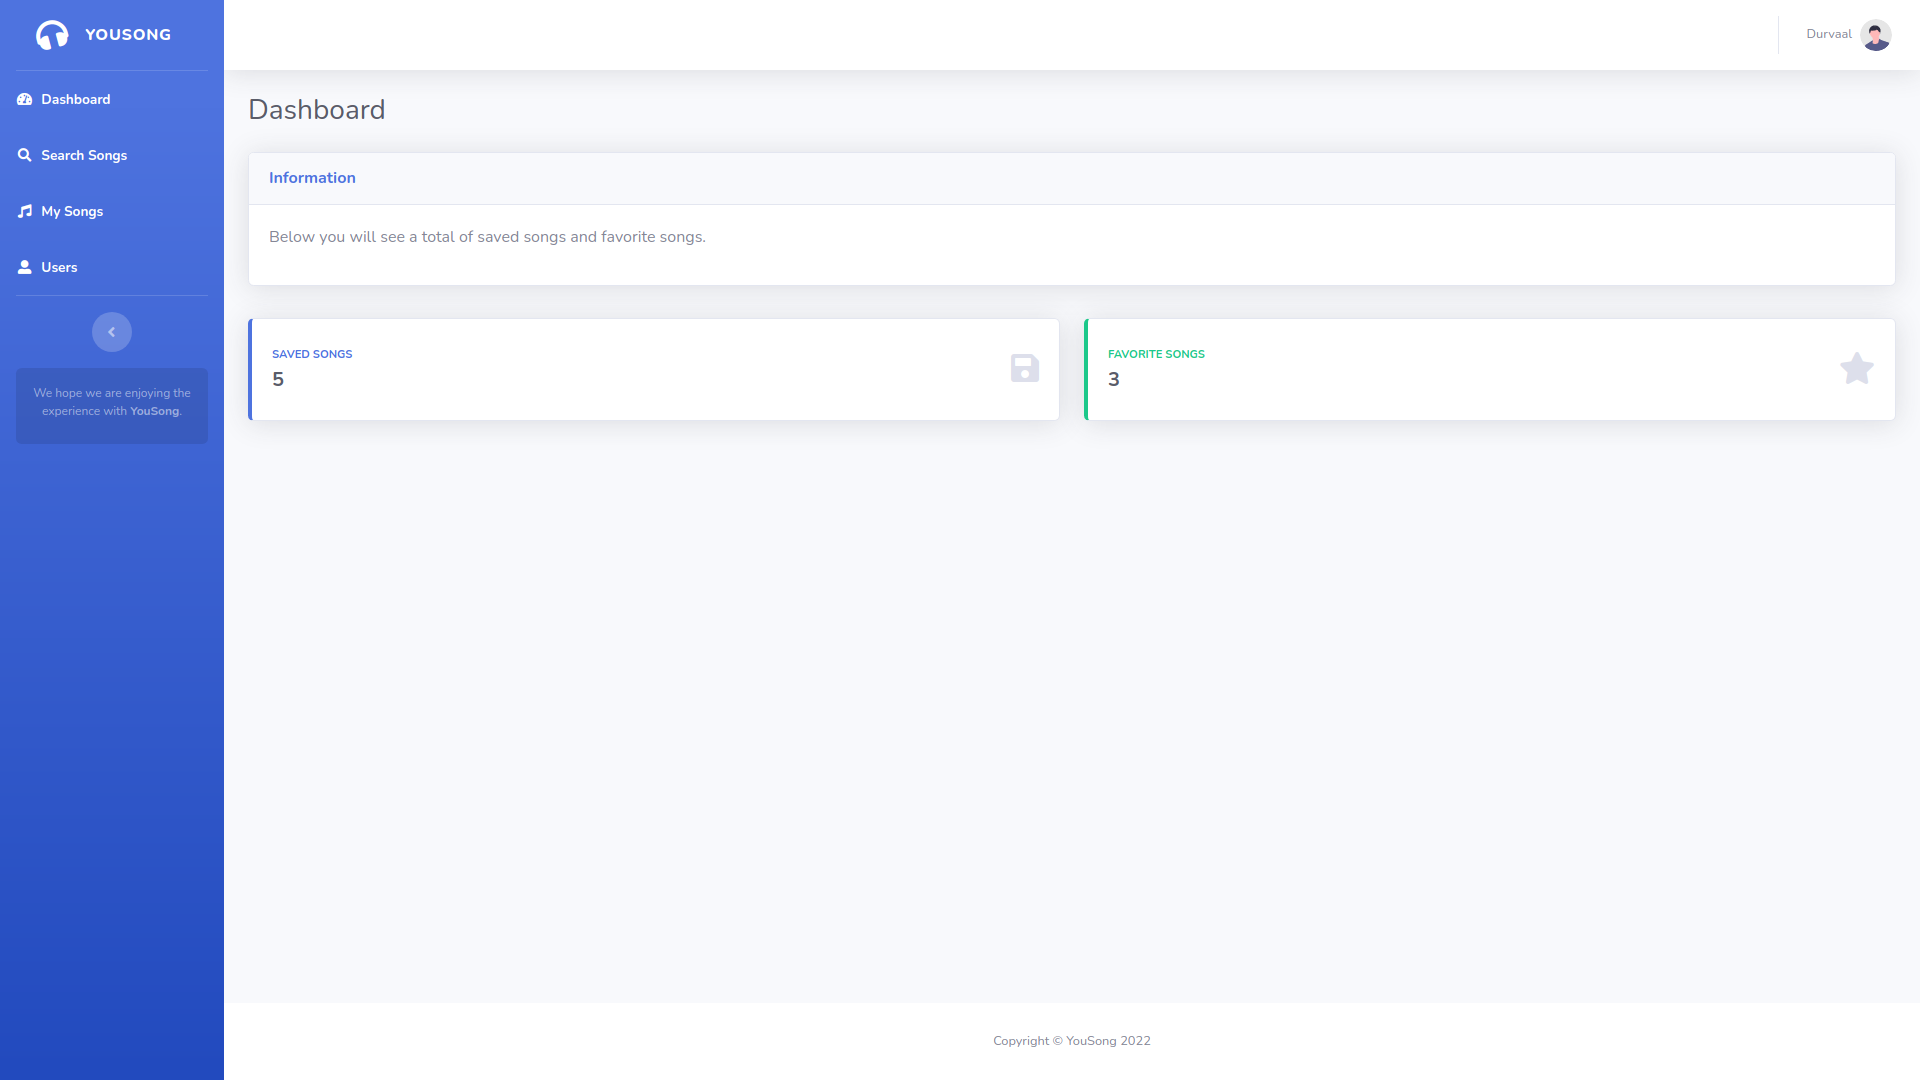 YOUSONG
Durvaal
Dashboard
Search Songs
My Songs
Users
We hope we are enjoying the
experience with YouSong.
Dashboard
Information
Below you will see a total of saved songs and favorite songs.
SAVED SONGS
5
FAVORITE SONGS
3
Copyright © YouSong 2022